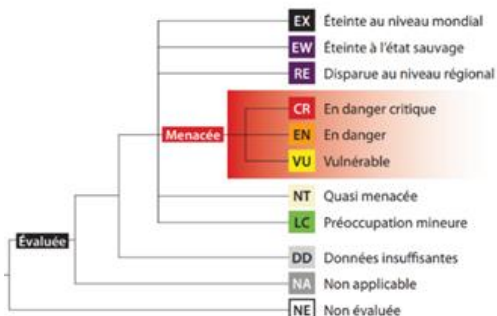 EX Éteinte au niveau mondial
EW Éteinte à l'état sauvage
RE Disparue au niveau régional
CR En danger critique
Menacée EN En danger
VU Vulnérable
NT Quasi menacée
LC Préoccupation mineure
Évaluée
DD Données insuffisantes
NA Non applicable
NE Non évaluée